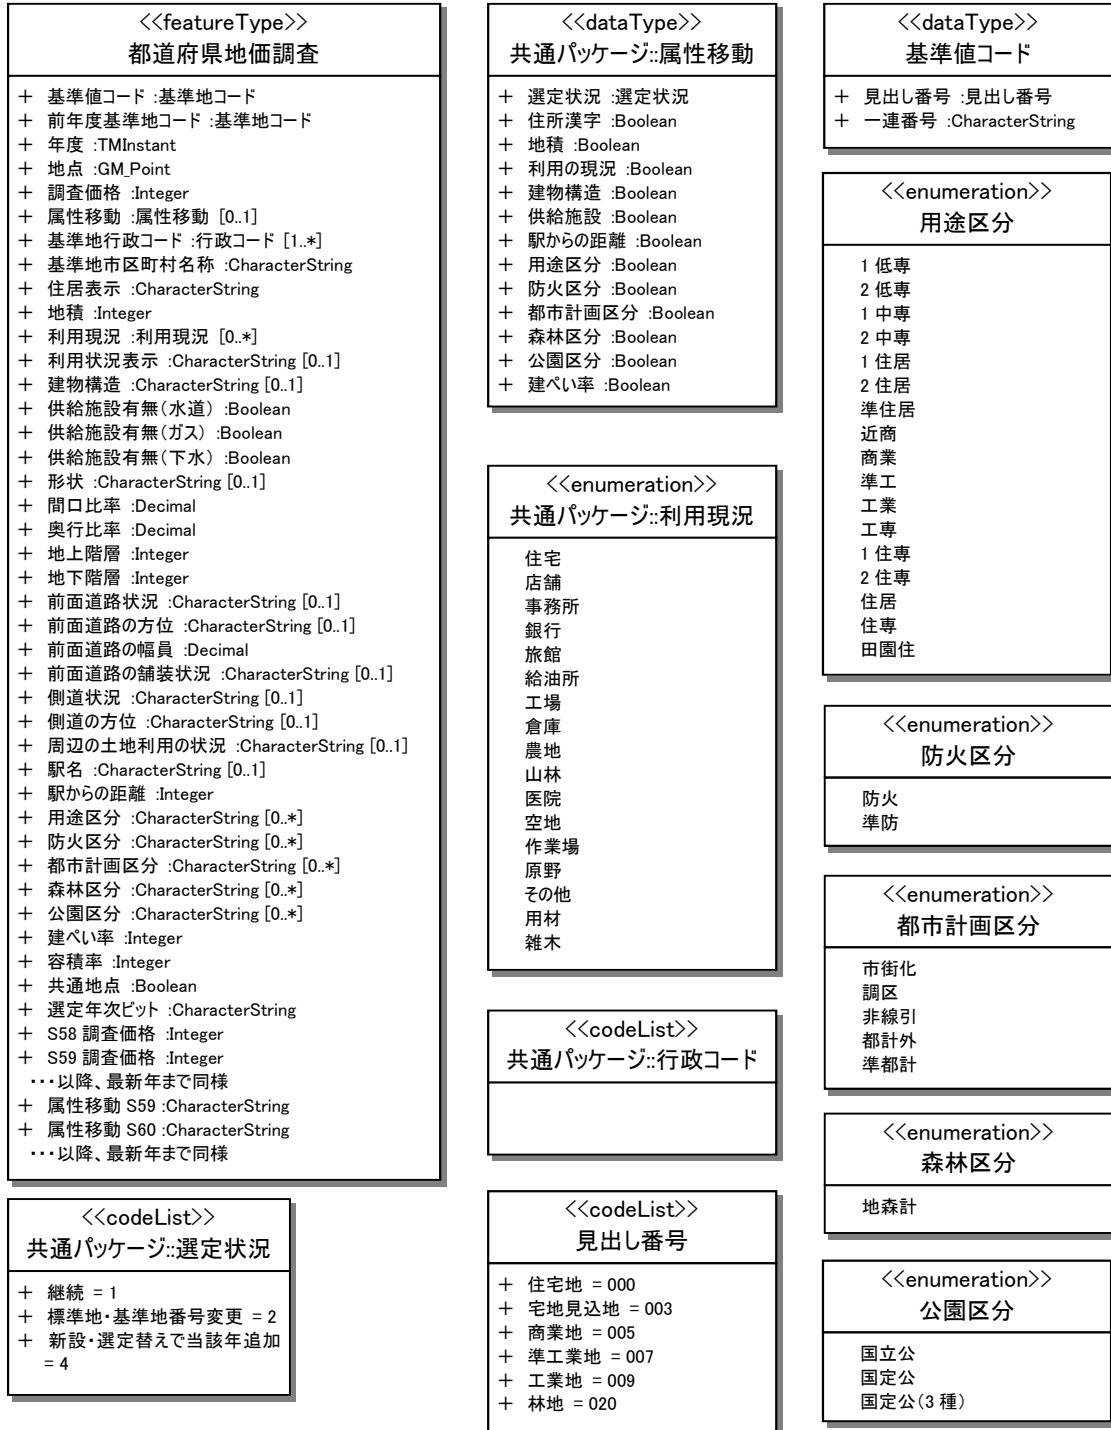 <<featureType>>
都道府県地価調査
＋ 基準値コード :基準地コード
＋ 前年度基準地コード :基準地コード
＋ 年度 :TMInstant
＋ 地点 :GM_Point
＋ 調査価格 :Integer
＋ 属性移動 :属性移動 [0..1]
＋ 基準地行政コード :行政コード [1..*]
＋ 基準地市区町村名称 :CharacterString
＋ 住居表示 :CharacterString
＋ 地積 :Integer
＋ 利用現況 :利用現況 [0..*]
＋ 利用状況表示 :CharacterString [0..1]
＋ 建物構造 :CharacterString [0..1]
＋ 供給施設有無（水道） :Boolean
＋ 供給施設有無（ガス） :Boolean
＋ 供給施設有無（下水） :Boolean
＋ 形状 :CharacterString [0..1]
＋ 間口比率 :Decimal
＋ 奥行比率 :Decimal
＋ 地上階層 :Integer
＋ 地下階層 :Integer
＋ 前面道路状況 :CharacterString [0..1]
＋ 前面道路の方位 :CharacterString [0..1]
＋ 前面道路の幅員 :Decimal
＋ 前面道路の舗装状況 :CharacterString [0..1]
＋ 側道状況 :CharacterString [0..1]
＋ 側道の方位 :CharacterString [0..1]
＋ 周辺の土地利用の状況 :CharacterString [0..1]
＋ 駅名 :CharacterString [0..1]
＋ 駅からの距離 :Integer
＋ 用途区分 :CharacterString [0..*]
＋ 防火区分 :CharacterString [0..*]
＋ 都市計画区分 :CharacterString [0..*]
＋ 森林区分 :CharacterString [0..*]
＋ 公園区分 :CharacterString [0..*]
＋ 建ぺい率 :Integer
＋ 容積率 :Integer
＋ 共通地点 :Boolean
＋ 選定年次ビット :CharacterString
＋ S58 調査価格 :Integer
＋ S59 調査価格 :Integer
・・・以降、最新年まで同様
＋ 属性移動 S59 :CharacterString
＋ 属性移動 S60 :CharacterString
・・・以降、最新年まで同様
<<codeList>>
共通パッケージ::選定状況
＋ 継続 = 1
＋ 標準地・基準地番号変更 = 2
＋ 新設・選定替えで当該年追加
= 4
<<dataType>>
共通パッケージ::属性移動
＋ 選定状況 :選定状況
＋ 住所漢字 :Boolean
＋ 地積 :Boolean
＋ 利用の現況 :Boolean
＋ 建物構造 :Boolean
＋ 供給施設 :Boolean
＋ 駅からの距離 :Boolean
＋ 用途区分 :Boolean
＋ 防火区分 :Boolean
＋ 都市計画区分 :Boolean
＋ 森林区分 :Boolean
＋ 公園区分 :Boolean
＋ 建ぺい率 :Boolean
<<enumeration>>
共通パッケージ::利用現況
住宅
店舗
事務所
銀行
旅館
給油所
工場
倉庫
農地
山林
医院
空地
作業場
原野
その他
用材
雑木
<<codeList>>
共通パッケージ::行政コード
<<codeList>>
見出し番号
＋ 住宅地 = 000
＋ 宅地見込地 = 003
＋ 商業地 = 005
＋ 準工業地 = 007
＋ 工業地 = 009
＋ 林地 = 020
<<dataType>>
基準値コード
＋ 見出し番号 :見出し番号
＋ 一連番号 :CharacterString
<<enumeration>>
用途区分
1 低専
2 低専
1 中専
2 中専
1 住居
2 住居
準住居
近商
商業
準工
工業
工専
1 住専
2 住専
住居
住専
田園住
<<enumeration>>
防火区分
防火
準防
<<enumeration>>
都市計画区分
市街化
調区
非線引
都計外
準都計
<<enumeration>>
森林区分
地森計
<<enumeration>>
公園区分
国立公
国定公
国定公（3 種）